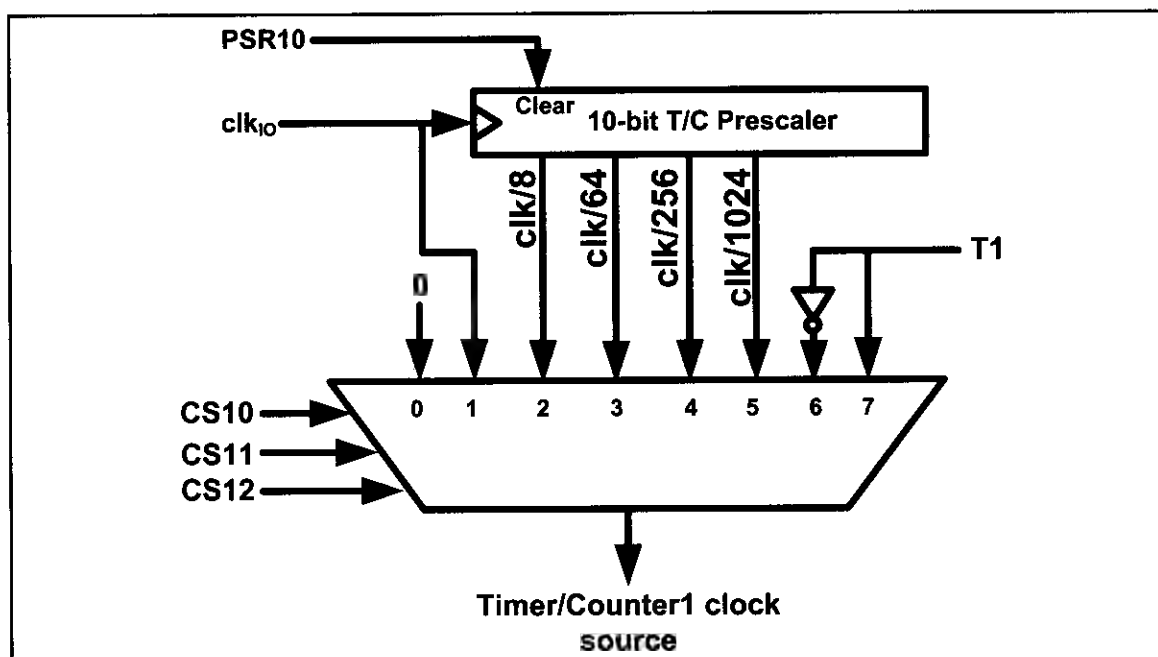 PSR10
Clear
clkIO
10-bit T/C Prescaler
clk/8
clk/64
clk/256
clk/1024
T1
0
0 1 2 3 4 5 6 7
CS10
CS11
CS12
Timer/Counter1 clock
source